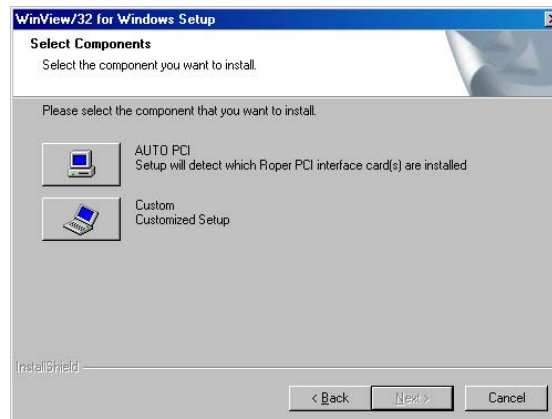 WinView/32 for Windows Setup
Select Components
Select the component you want to install.
Please select the component that you want to install.
AUTO PCI
Setup will detect which Roper PCI interface card(s) are installed
Custom
Customized Setup
InstallShield
< Back
Next >
Cancel